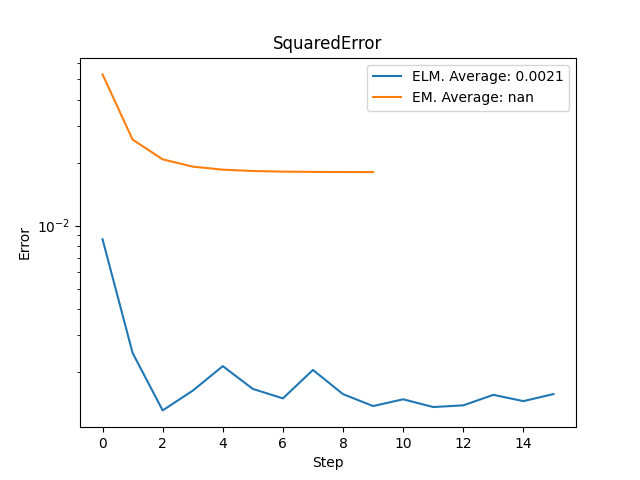 SquaredError
ELM. Average: 0.0021
EM. Average: nan
10⁻²
Error
0 2 4 6 8 10 12 14
Step